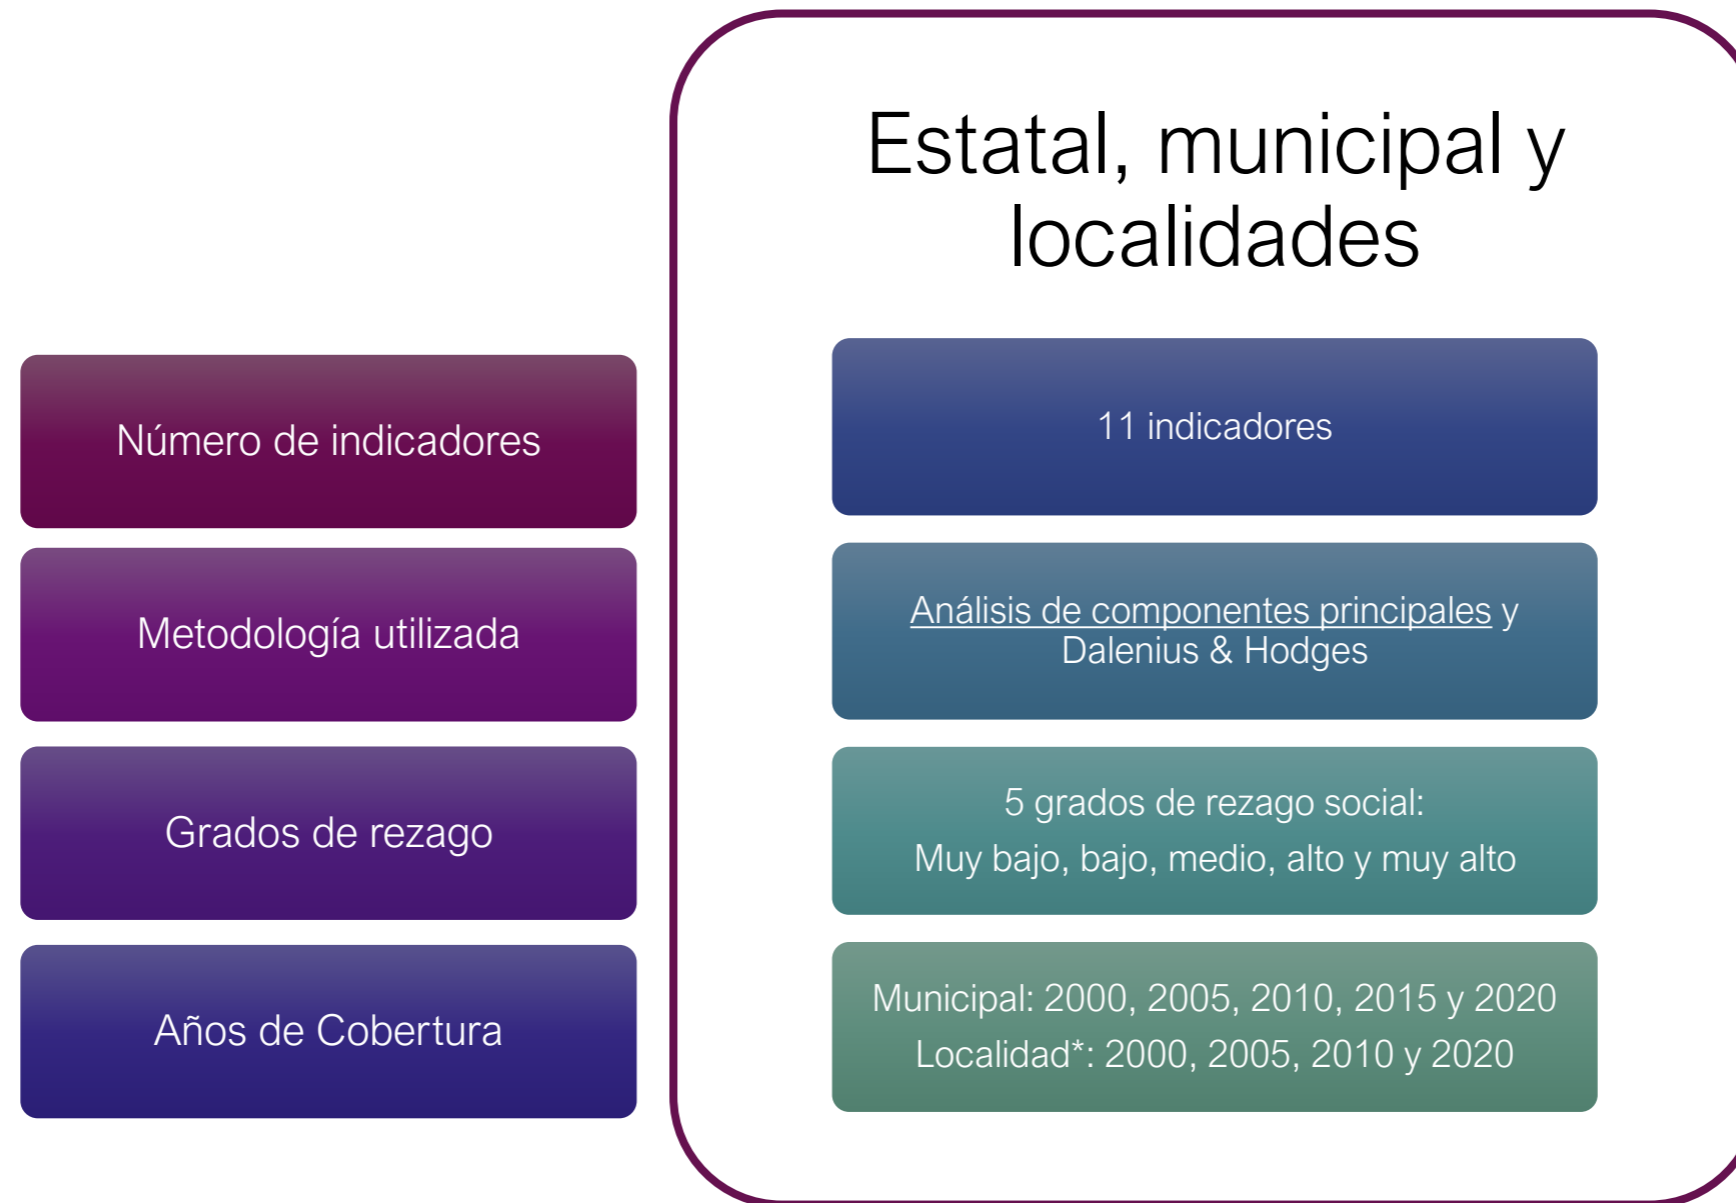 Estatal, municipal y
localidades
Número de indicadores
11 indicadores
Metodología utilizada
Análisis de componentes principales y
Dalenius & Hodges
Grados de rezago
5 grados de rezago social:
Muy bajo, bajo, medio, alto y muy alto
Años de Cobertura
Municipal: 2000, 2005, 2010, 2015 y 2020
Localidad*: 2000, 2005, 2010 y 2020